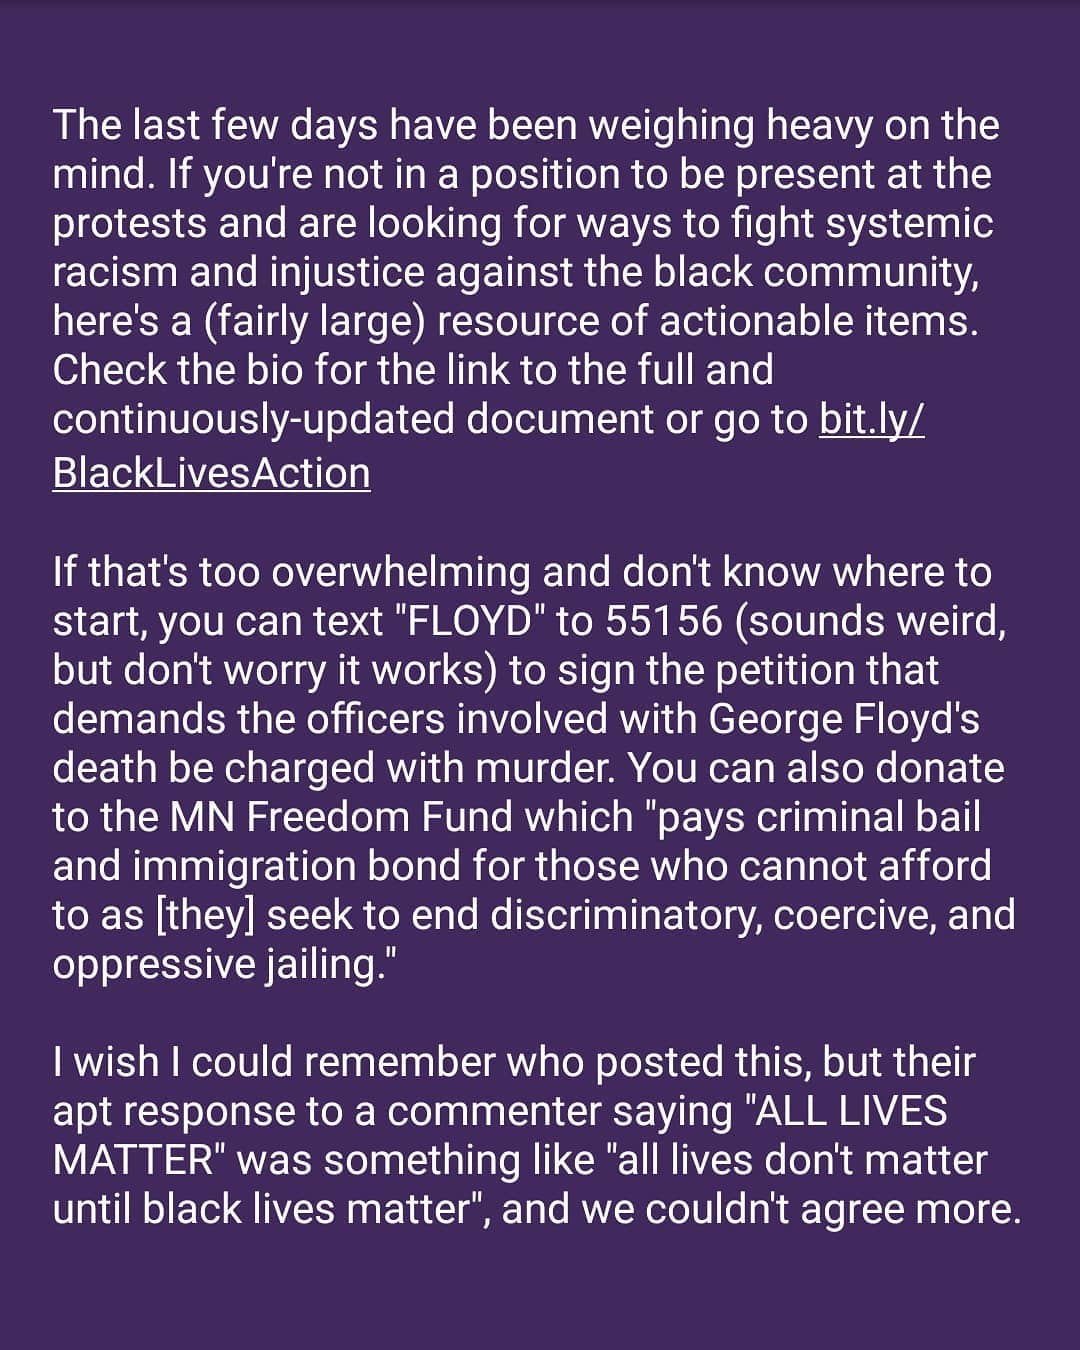 The last few days have been weighing heavy on the
mind. If you're not in a position to be present at the
protests and are looking for ways to fight systemic
racism and injustice against the black community,
here's a (fairly large) resource of actionable items.
Check the bio for the link to the full and
continuously-updated document or go to bit.ly/
BlackLivesAction
If that's too overwhelming and don't know where to
start, you can text "FLOYD" to 55156 (sounds weird,
but don't worry it works) to sign the petition that
demands the officers involved with George Floyd's
death be charged with murder. You can also donate
to the MN Freedom Fund which "pays criminal bail
and immigration bond for those who cannot afford
to as [they] seek to end discriminatory, coercive, and
oppressive jailing."
I wish I could remember who posted this, but their
apt response to a commenter saying "ALL LIVES
MATTER" was something like "all lives don't matter
until black lives matter", and we couldn't agree more.